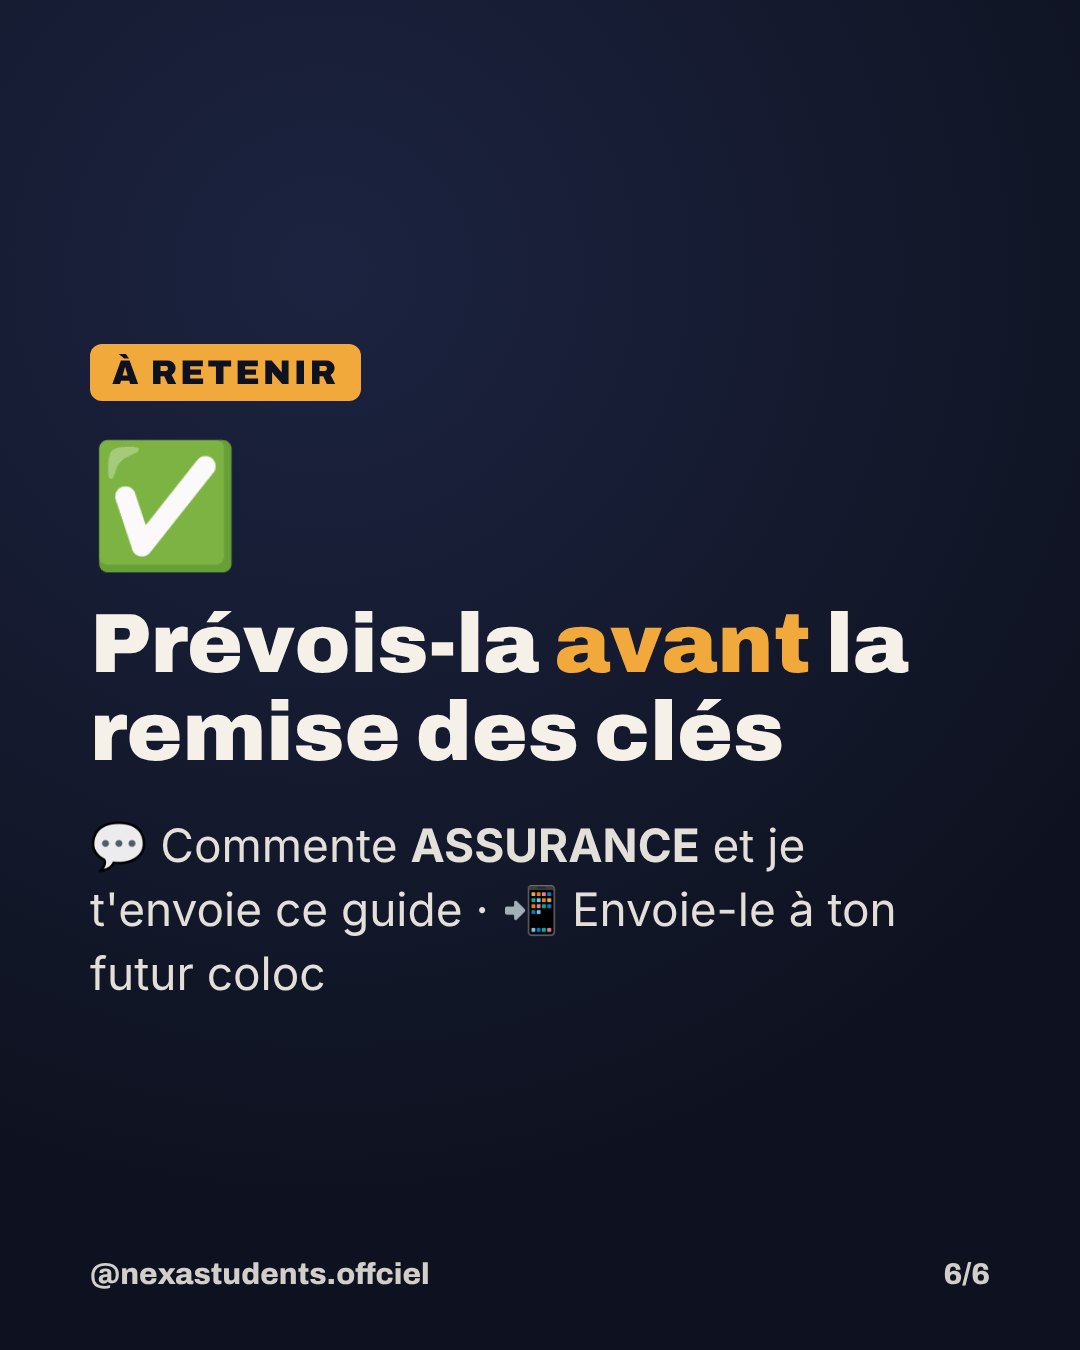 À RETENIR
Prévois-la avant la
remise des clés
💬 Commente ASSURANCE et je
t'envoie ce guide · 📲 Envoie-le à ton
futur coloc
@nexastudents.offciel
6/6